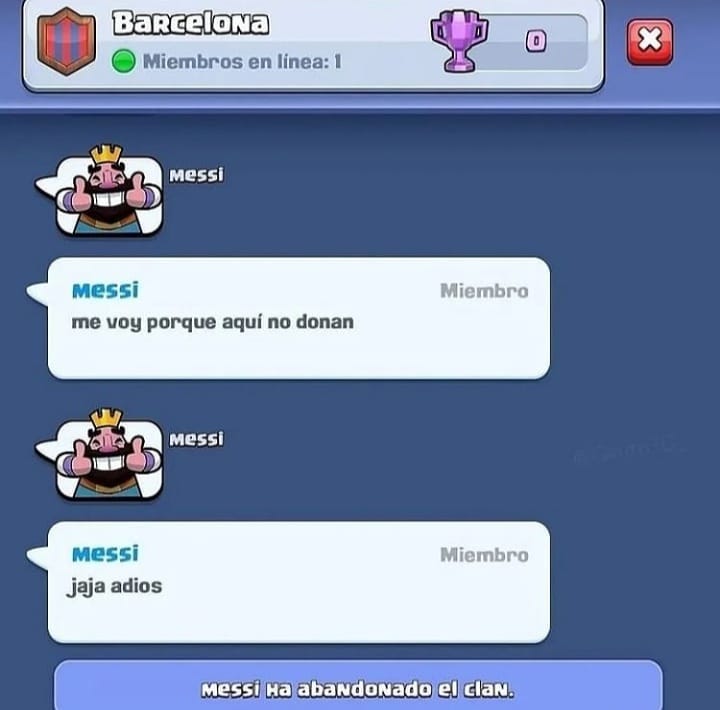 Barcelona
Miembros en línea: 1
0
Messi
Messi
Miembro
me voy porque aquí no donan
Messi
Messi
Miembro
jaja adios
Messi ha abandonado el clan.